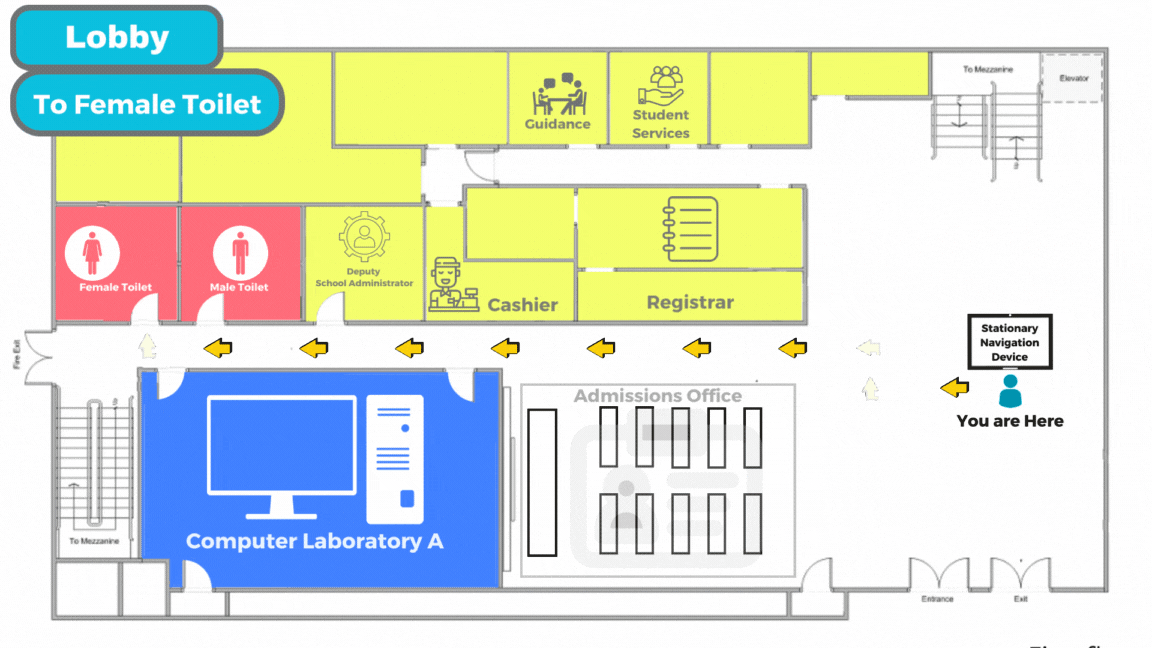 Lobby
To Female Toilet
To Mezzanine
Elevator
Guidance
Student
Services
Female Toilet
Male Toilet
Deputy
School Administrator
Cashier
Registrar
Fire Exit
Stationary
Navigation
Device
You are Here
Admissions Office
Computer Laboratory A
To Mezzanine
Entrance
Exit